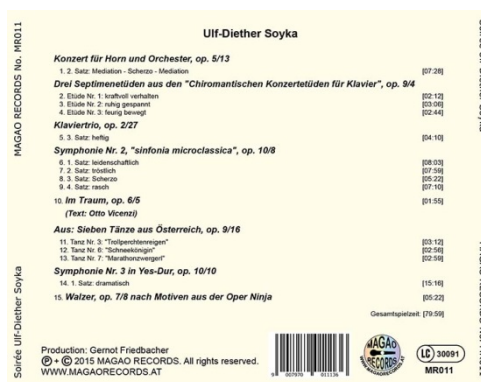 Ulf-Diether Soyka
Konzert für Horn und Orchester, op. 5/13
1. 2. Satz: Mediation - Scherzo - Mediation [07:28]
Drei Septimenetüden aus den "Chiromantischen Konzertetüden für Klavier", op. 9/4
2. Etüde Nr. 1: kraftvoll verhalten [02:12]
3. Etüde Nr. 2: ruhig gespannt [03:06]
4. Etüde Nr. 3: feurig bewegt [02:44]
Klaviertrio, op. 2/27
5. 3. Satz: heftig [04:10]
Symphonie Nr. 2, "sinfonia microclassica", op. 10/8
6. 1. Satz: leidenschaftlich [08:03]
7. 2. Satz: tröstlich [07:59]
8. 3. Satz: Scherzo [05:22]
9. 4. Satz: rasch [07:10]
10. Im Traum, op. 6/5 [01:55]
(Text: Otto Vicenzi)
Aus: Sieben Tänze aus Österreich, op. 9/16
11. Tanz Nr. 3: "Trollperchtenreigen" [03:12]
12. Tanz Nr. 6: "Schneekönigin" [02:56]
13. Tanz Nr. 7: "Marathonzwergerl" [02:59]
Symphonie Nr. 3 in Yes-Dur, op. 10/10
14. 1. Satz: dramatisch [15:16]
15. Walzer, op. 7/8 nach Motiven aus der Oper Ninja [05:22]
Gesamtspielzeit: [79:59]
Production: Gernot Friedbacher
Ⓟ + © 2015 MAGAO RECORDS. All rights reserved.
WWW.MAGAORECORDS.AT
MAGAO RECORDS
LC 30091
MR011
MAGAO RECORDS No. MR011
Soirée Ulf-Diether Soyka